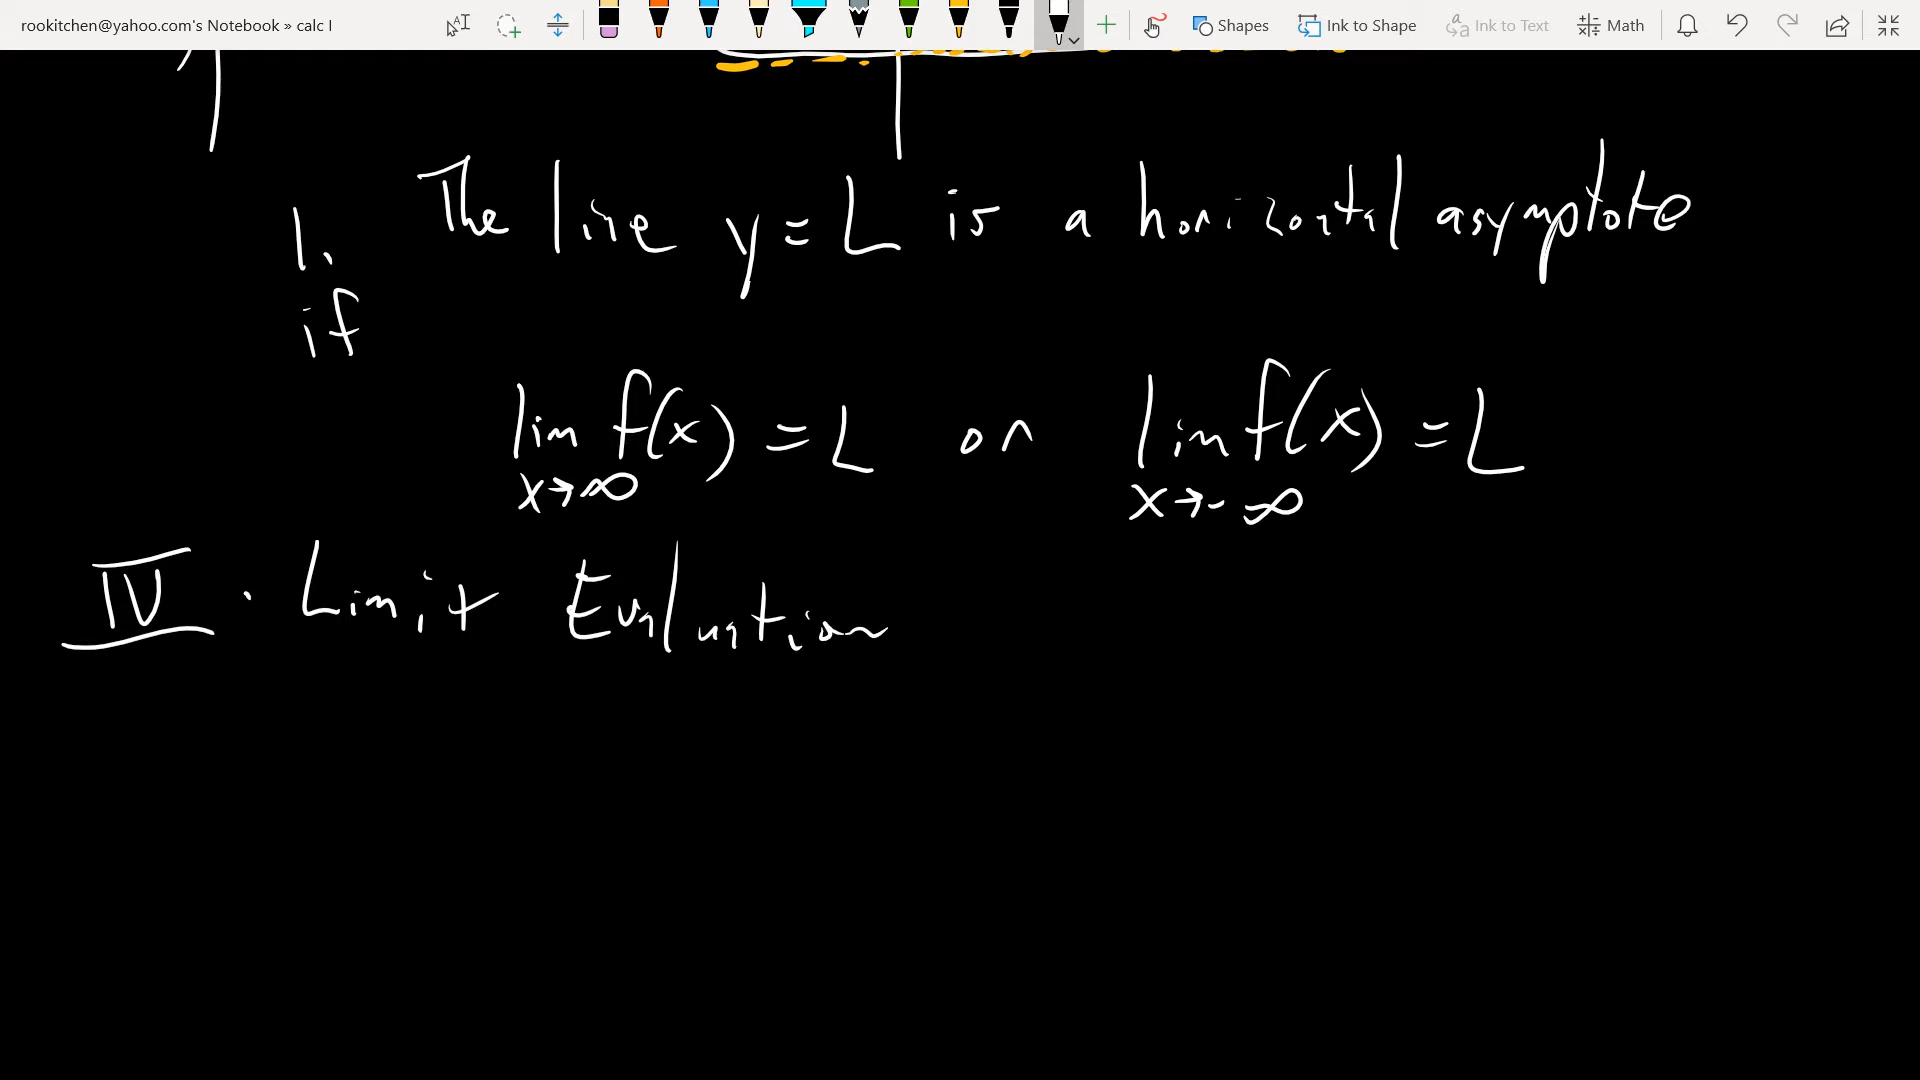 rookitchen@yahoo.com's Notebook » calc I Shapes Ink to Shape Ink to Text Math
1. The line y = L is a horizontal asymptote
if
lim f(x) = L or lim f(x) = L
x→∞ x→-∞
IV. Limit Evaluation